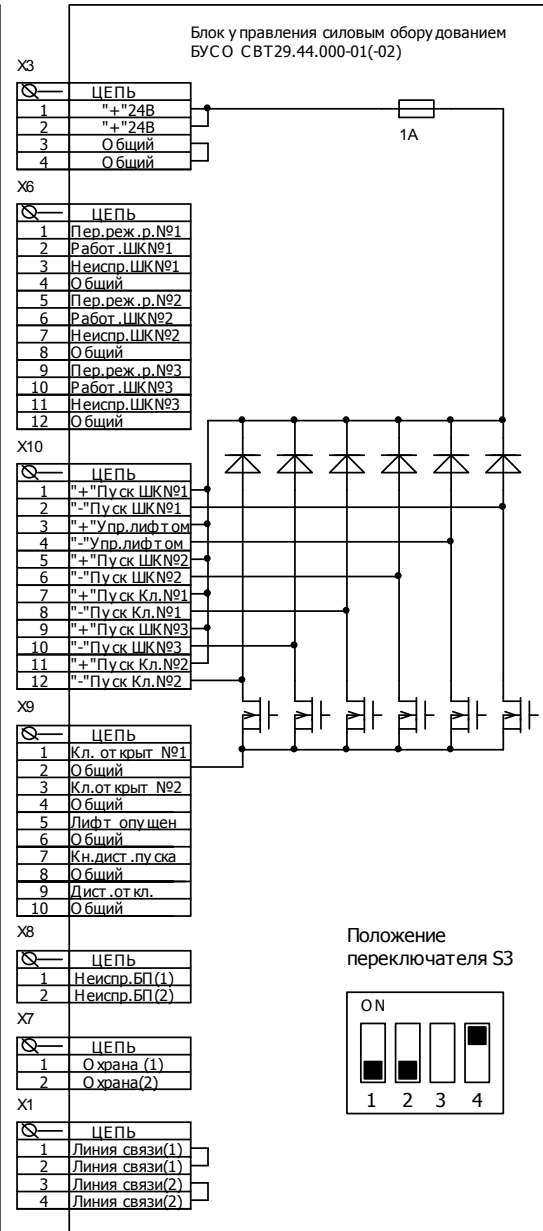 Блок управления силовым оборудованием
БУСО СВТ29.44.000-01(-02)
X3
ЦЕПЬ
1 "+"24В
2 "+"24В
3 Общий
4 Общий
1А
X6
ЦЕПЬ
1 Пер.реж.р.№1
2 Работ.ШК№1
3 Неиспр.ШК№1
4 Общий
5 Пер.реж.р.№2
6 Работ.ШК№2
7 Неиспр.ШК№2
8 Общий
9 Пер.реж.р.№3
10 Работ.ШК№3
11 Неиспр.ШК№3
12 Общий
X10
ЦЕПЬ
1 "+"Пуск ШК№1
2 "-"Пуск ШК№1
3 "+"Упр.лифтом
4 "-"Упр.лифтом
5 "+"Пуск ШК№2
6 "-"Пуск ШК№2
7 "+"Пуск Кл.№1
8 "-"Пуск Кл.№1
9 "+"Пуск ШК№3
10 "-"Пуск ШК№3
11 "+"Пуск Кл.№2
12 "-"Пуск Кл.№2
X9
ЦЕПЬ
1 Кл. открыт №1
2 Общий
3 Кл.открыт №2
4 Общий
5 Лифт опущен
6 Общий
7 Кн.дист.пуска
8 Общий
9 Дист.откл.
10 Общий
X8
ЦЕПЬ
1 Неиспр.БП(1)
2 Неиспр.БП(2)
X7
ЦЕПЬ
1 Охрана (1)
2 Охрана(2)
X1
ЦЕПЬ
1 Линия связи(1)
2 Линия связи(1)
3 Линия связи(2)
4 Линия связи(2)
Положение
переключателя S3
ON
1 2 3 4